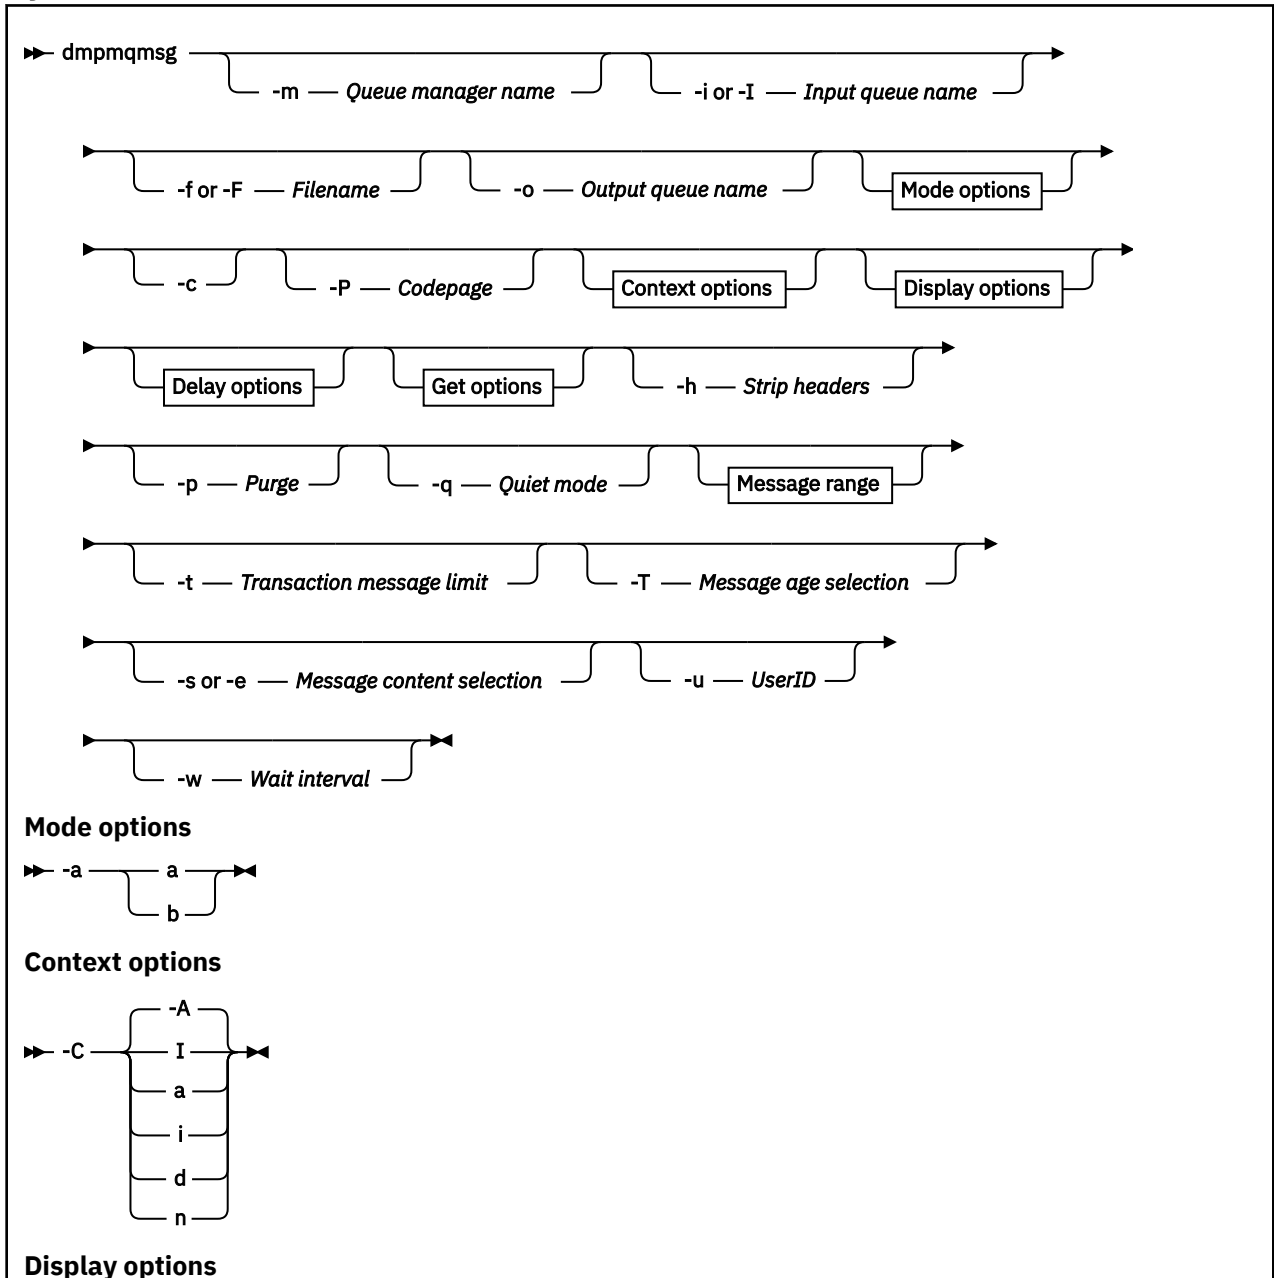 dmpmqmsg -m Queue manager name -i or -I Input queue name
-f or -F Filename -o Output queue name Mode options
-c -P Codepage Context options Display options
Delay options Get options -h Strip headers
-p Purge -q Quiet mode Message range
-t Transaction message limit -T Message age selection
-s or -e Message content selection -u UserID
-w Wait interval
Mode options
-a a
b
Context options
-A
-C I
a
i
d
n
Display options